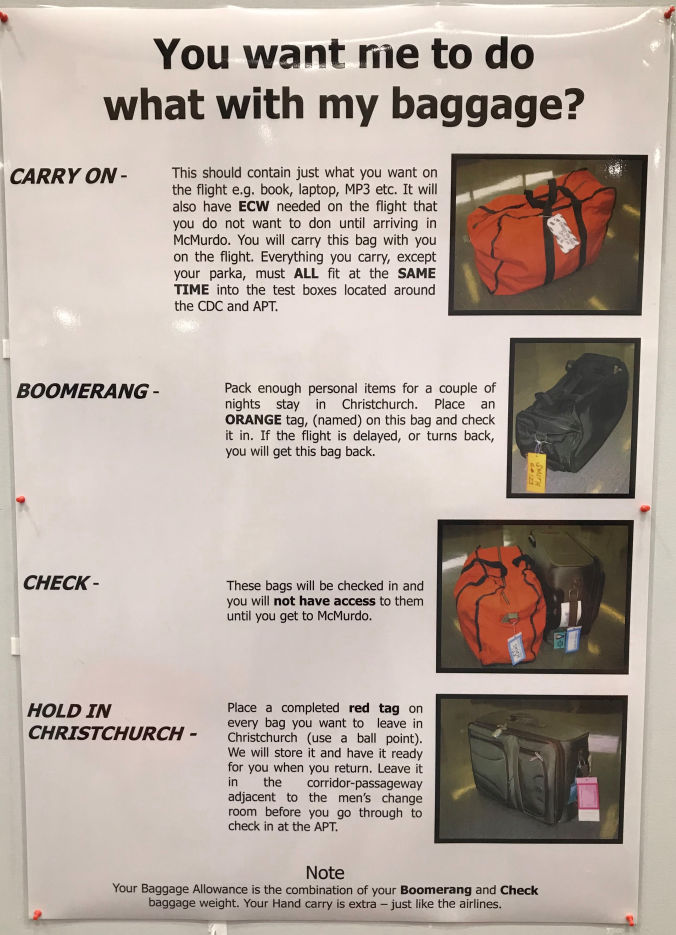 You want me to do
what with my baggage?
CARRY ON -
This should contain just what you want on
the flight e.g. book, laptop, MP3 etc. It will
also have ECW needed on the flight that
you do not want to don until arriving in
McMurdo. You will carry this bag with you
on the flight. Everything you carry, except
your parka, must ALL fit at the SAME
TIME into the test boxes located around
the CDC and APT.
BOOMERANG -
Pack enough personal items for a couple of
nights stay in Christchurch. Place an
ORANGE tag, (named) on this bag and check
it in. If the flight is delayed, or turns back,
you will get this bag back.
SMITH
CHECK -
These bags will be checked in and
you will not have access to them
until you get to McMurdo.
HOLD IN
CHRISTCHURCH -
Place a completed red tag on
every bag you want to leave in
Christchurch (use a ball point).
We will store it and have it ready
for you when you return. Leave it
in the corridor-passageway
adjacent to the men's change
room before you go through to
check in at the APT.
Note
Your Baggage Allowance is the combination of your Boomerang and Check
baggage weight. Your Hand carry is extra – just like the airlines.